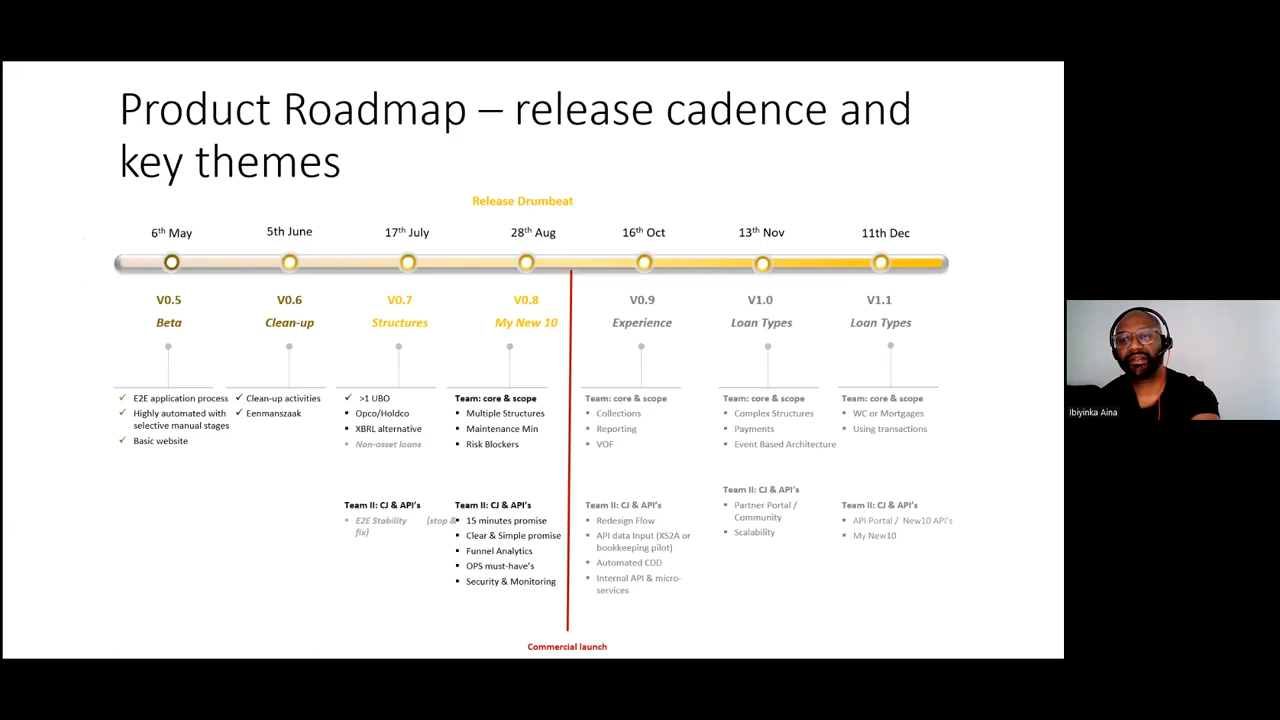 Product Roadmap – release cadence and
key themes
Release Drumbeat
6th May
5th June
17th July
28th Aug
16th Oct
13th Nov
11th Dec
V0.5
V0.6
V0.7
V0.8
V0.9
V1.0
V1.1
Beta
Clean-up
Structures
My New 10
Experience
Loan Types
Loan Types
E2E application process
Highly automated with
selective manual stages
Basic website
Clean-up activities
Eenmanszaak
>1 UBO
Opco/Holdco
XBRL alternative
Non-asset loans
Team II: CJ & API's
E2E Stability (stop &
fix)
Team: core & scope
Multiple Structures
Maintenance Min
Risk Blockers
Team II: CJ & API's
15 minutes promise
Clear & Simple promise
Funnel Analytics
OPS must-have's
Security & Monitoring
Team: core & scope
Collections
Reporting
VOF
Team II: CJ & API's
Redesign Flow
API data Input (XS2A or
bookkeeping pilot)
Automated CDD
Internal API & micro-
services
Team: core & scope
Complex Structures
Payments
Event Based Architecture
Team II: CJ & API's
Partner Portal /
Community
Scalability
Team: core & scope
WC or Mortgages
Using transactions
Team II: CJ & API's
API Portal / New10 API's
My New10
Commercial launch
Ibiyinka Aina